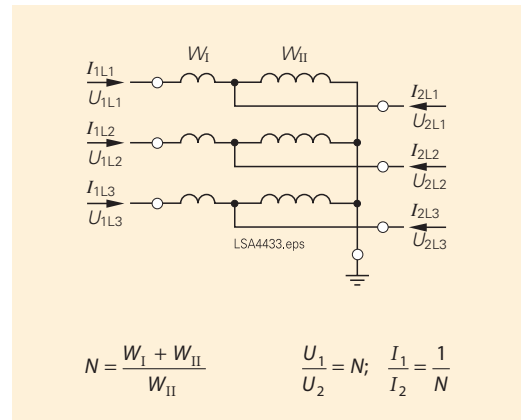 W_I W_II
I_1L1
U_1L1
I_2L1
U_2L1
I_1L2
U_1L2
I_2L2
U_2L2
I_1L3
U_1L3
I_2L3
U_2L3
LSA4433.eps
N = (W_I + W_II) / W_II
U_1 / U_2 = N; I_1 / I_2 = 1 / N